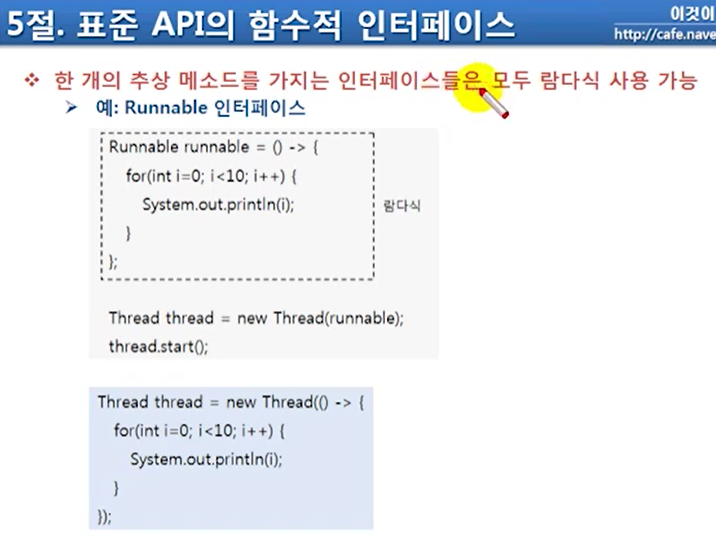 5절. 표준 API의 함수적 인터페이스
이것이
http://cafe.nave
❖ 한 개의 추상 메소드를 가지는 인터페이스들은 모두 람다식 사용 가능
➢ 예: Runnable 인터페이스
Runnable runnable = () -> {
for(int i=0; i<10; i++) {
System.out.println(i);
}
};
람다식
Thread thread = new Thread(runnable);
thread.start();
Thread thread = new Thread(() -> {
for(int i=0; i<10; i++) {
System.out.println(i);
}
});